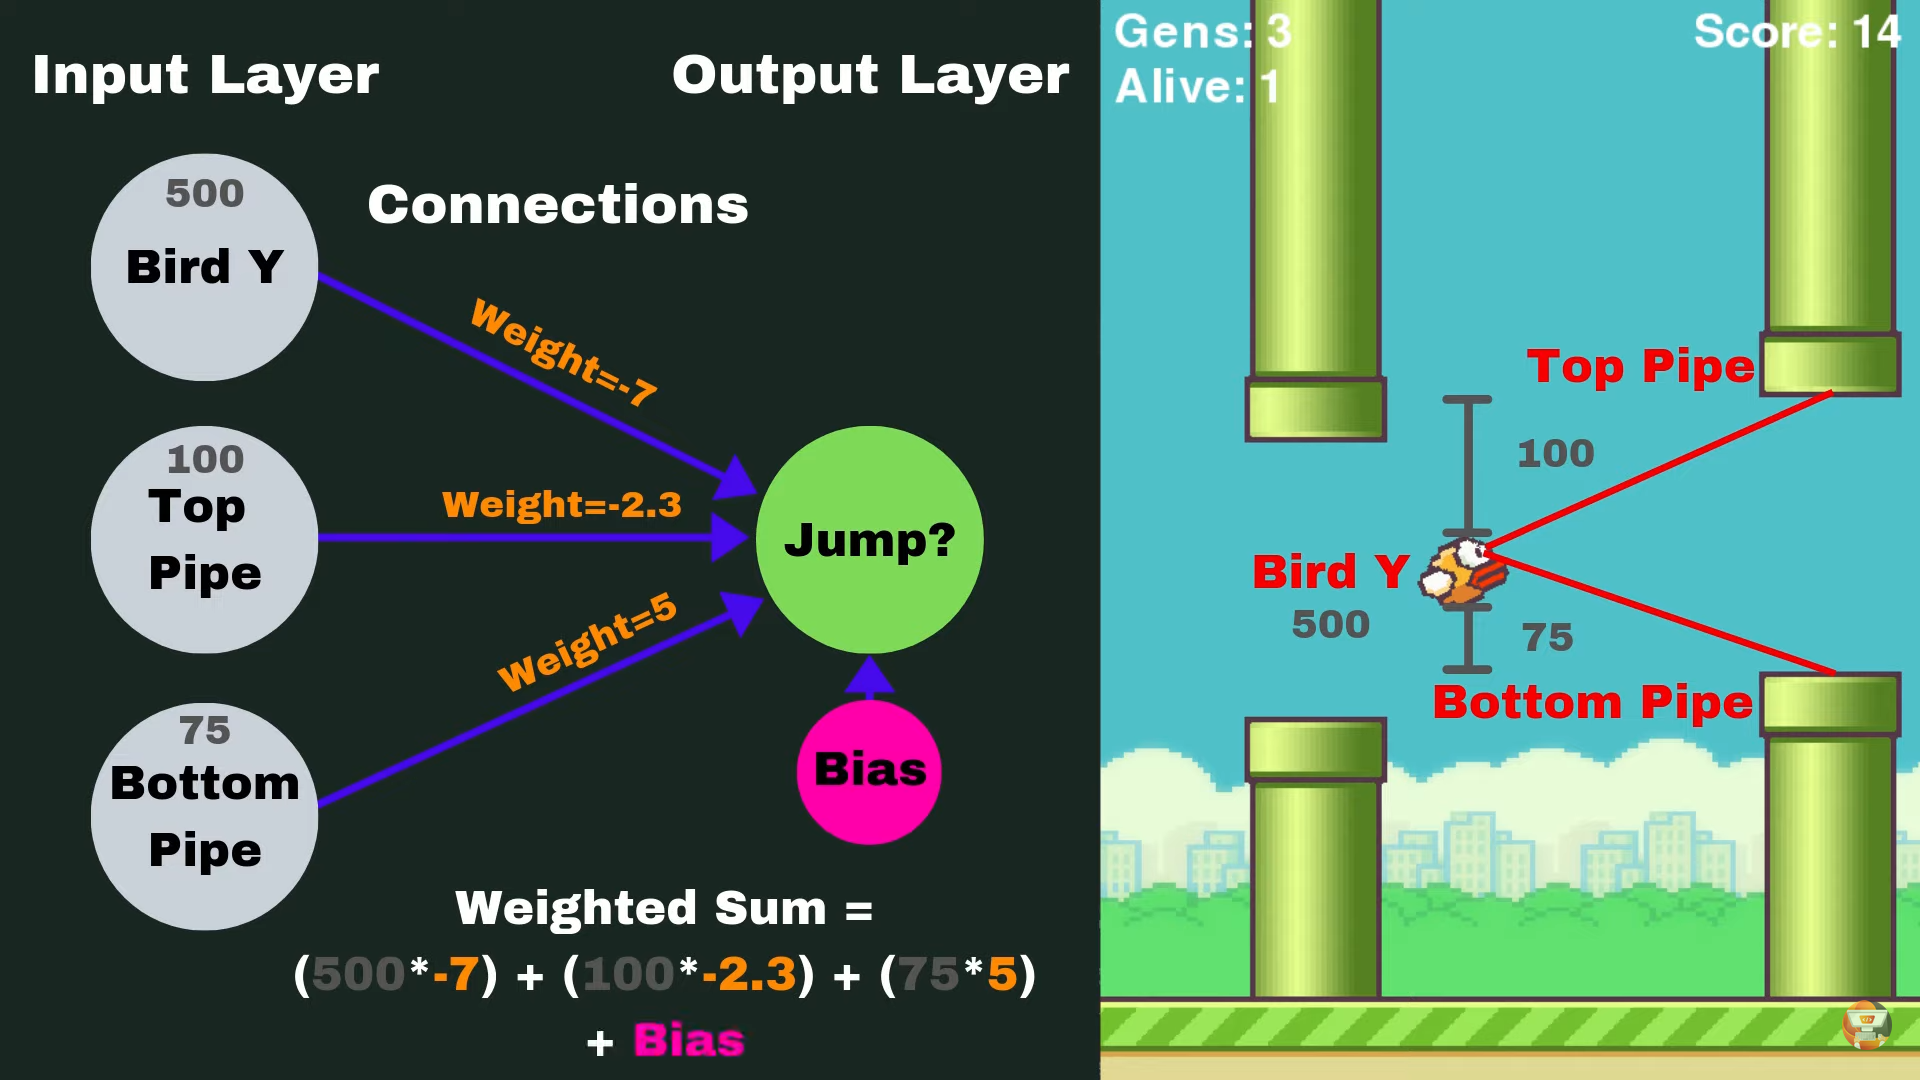 Input Layer
Output Layer
Connections
500
Bird Y
Weight=-7
100
Top
Pipe
Weight=-2.3
75
Bottom
Pipe
Weight=5
Jump?
Bias
Weighted Sum =
(500*-7) + (100*-2.3) + (75*5)
+ Bias
Gens: 3
Alive: 1
Score: 14
Top Pipe
100
Bird Y
500
75
Bottom Pipe